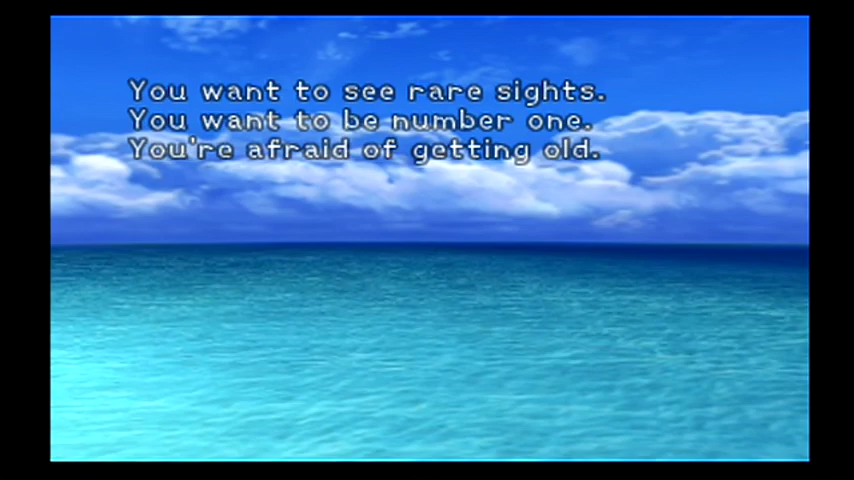 You want to see rare sights.
You want to be number one.
You're afraid of getting old.